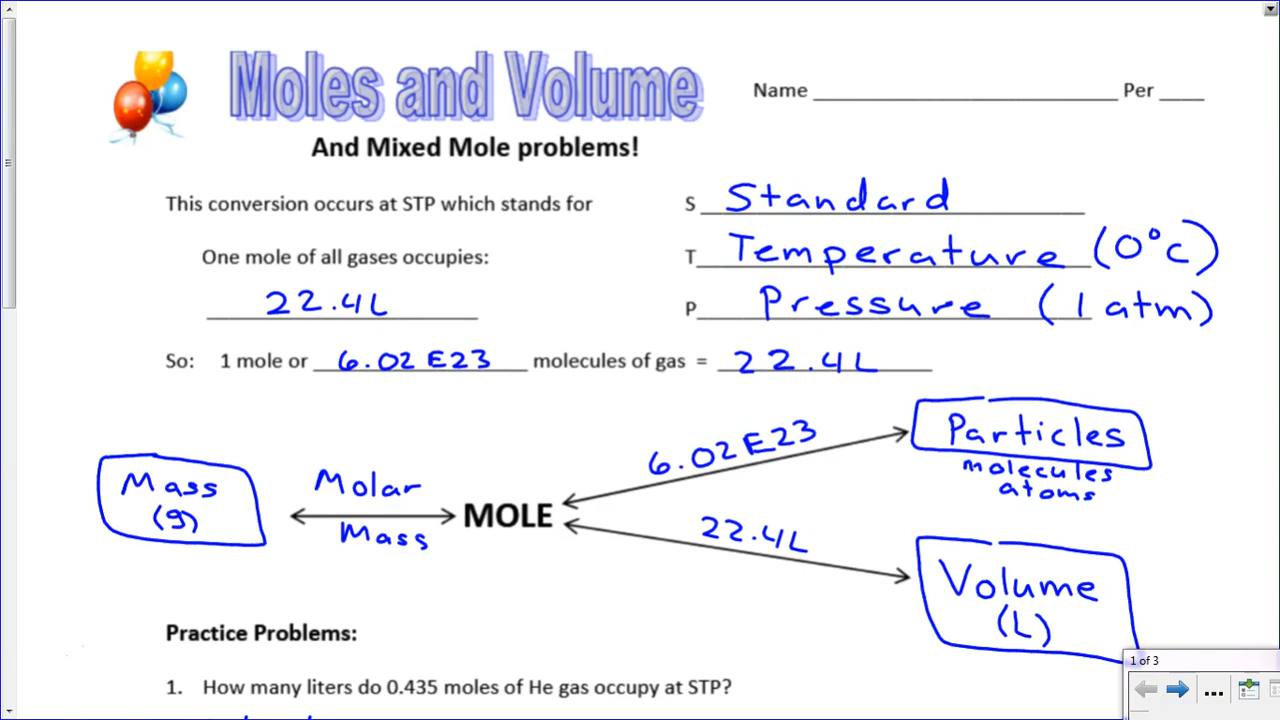 Moles and Volume
Name ____________________ Per ____
And Mixed Mole problems!
This conversion occurs at STP which stands for S Standard
One mole of all gases occupies: T Temperature (0°C)
22.4L P Pressure (1 atm)
So: 1 mole or 6.02E23 molecules of gas = 22.4L
Particles
molecules
atoms
6.02E23
Mass
(g)
Molar
Mass
MOLE
22.4L
Volume
(L)
Practice Problems:
1. How many liters do 0.435 moles of He gas occupy at STP?
1 of 3
...